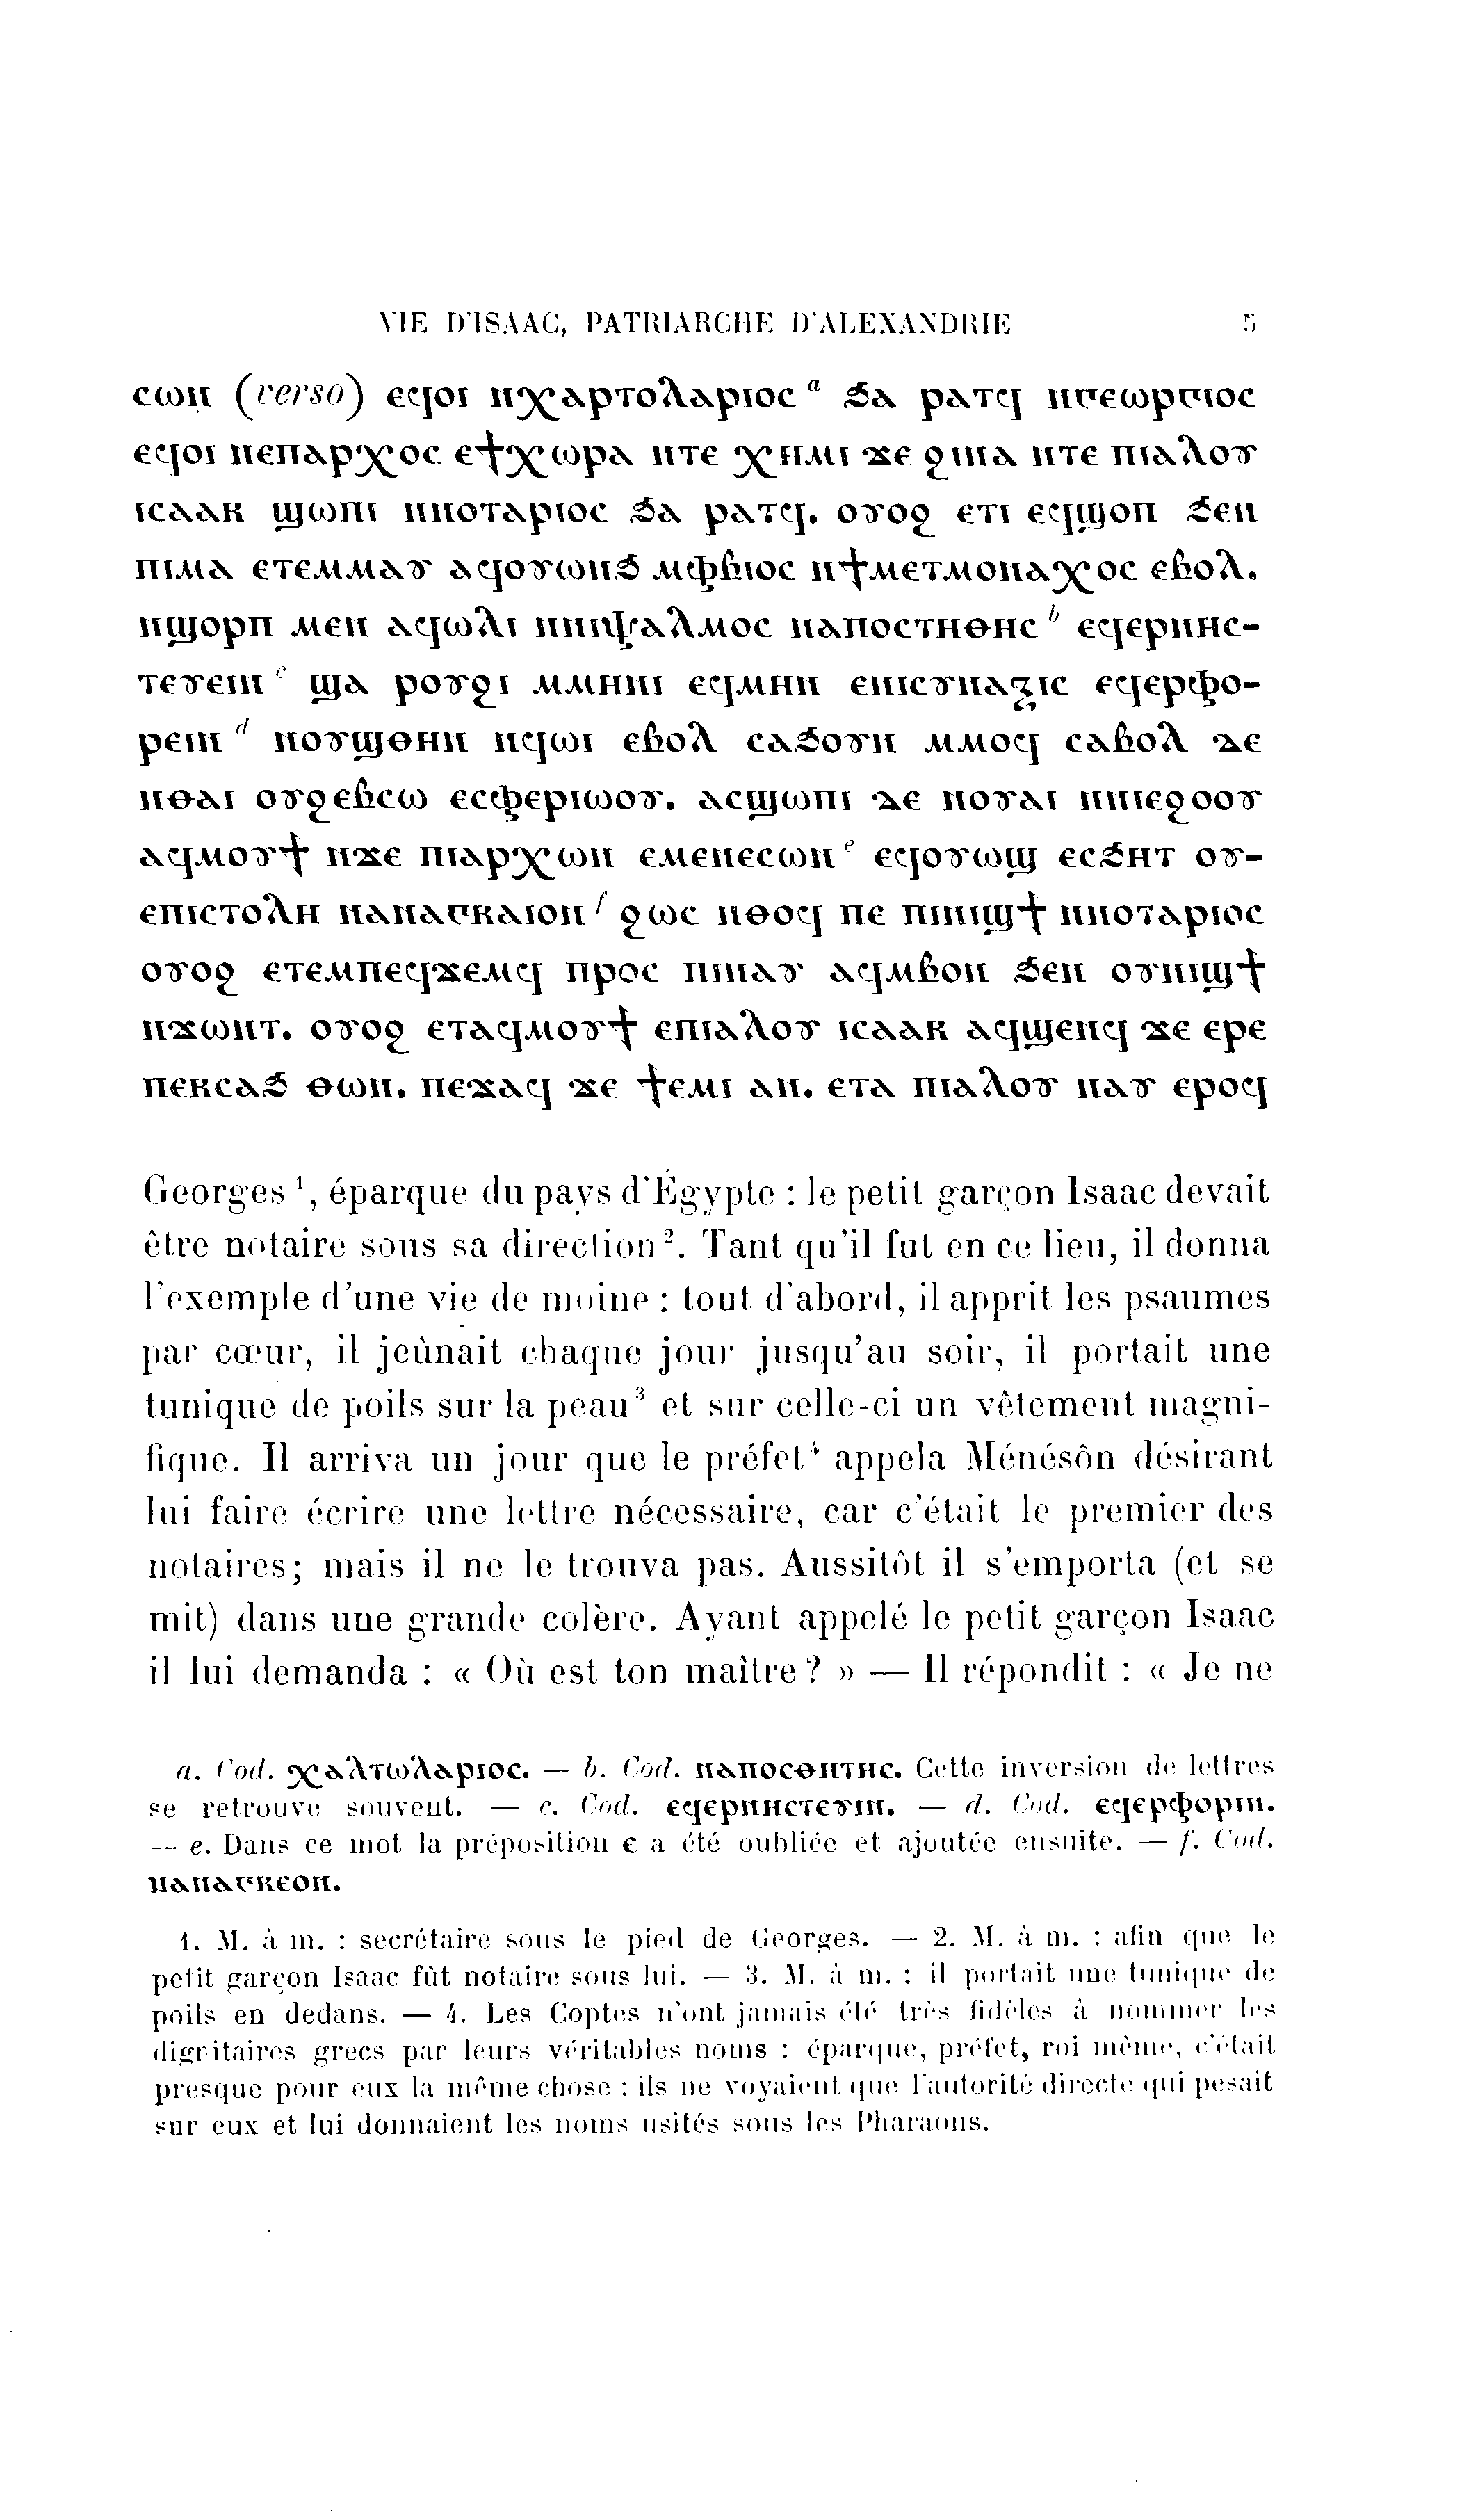 VIE D'ISAAC, PATRIARCHE D'ALEXANDRIE 5
ⲥⲱⲛ (verso) ⲉϥⲟⲓ ⲛⲭⲁⲣⲧⲟⲗⲁⲣⲓⲟⲥ a ϧⲁ ⲣⲁⲧϥ ⲛⲅⲉⲱⲣⲅⲓⲟⲥ
ⲉϥⲟⲓ ⲛⲉⲡⲁⲣⲭⲟⲥ ⲉϯⲭⲱⲣⲁ ⲛⲧⲉ ⲭⲏⲙⲓ ϫⲉ ϩⲓⲛⲁ ⲛⲧⲉ ⲡⲓⲁⲗⲟⲩ
ⲓⲥⲁⲁⲕ ϣⲱⲡⲓ ⲛⲛⲟⲧⲁⲣⲓⲟⲥ ϧⲁ ⲣⲁⲧϥ. ⲟⲩⲟϩ ⲉⲧⲓ ⲉϥϣⲟⲡ ϧⲉⲛ
ⲡⲓⲙⲁ ⲉⲧⲉⲙⲙⲁⲩ ⲁϥⲟⲩⲱⲛϧ ⲙⲫⲃⲓⲟⲥ ⲛϯⲙⲉⲧⲙⲟⲛⲁⲭⲟⲥ ⲉⲃⲟⲗ.
ⲛϣⲟⲣⲡ ⲙⲉⲛ ⲁϥⲱⲗⲓ ⲛⲛⲓⲯⲁⲗⲙⲟⲥ ⲛⲁⲡⲟⲥⲧⲏⲑⲏⲥ b ⲉϥⲉⲣⲛⲏⲥ-
ⲧⲉⲩⲉⲓⲛ c ϣⲁ ⲣⲟⲩϩⲓ ⲙⲙⲏⲛⲓ ⲉϥⲙⲏⲛ ⲉⲛⲓⲥⲩⲛⲁⲝⲓⲥ ⲉϥⲉⲣⲫⲟ-
ⲣⲉⲓⲛ d ⲛⲟⲩϣⲑⲏⲛ ⲛϥⲱⲓ ⲉⲃⲟⲗ ⲥⲁϧⲟⲩⲛ ⲙⲙⲟϥ ⲥⲁⲃⲟⲗ ⲇⲉ
ⲛⲑⲁⲓ ⲟⲩϩⲉⲃⲥⲱ ⲉⲥⲫⲉⲣⲓⲱⲟⲩ. ⲁⲥϣⲱⲡⲓ ⲇⲉ ⲛⲟⲩⲁⲓ ⲛⲛⲓⲉϩⲟⲟⲩ
ⲁϥⲙⲟⲩϯ ⲛϫⲉ ⲡⲓⲁⲣⲭⲱⲛ ⲉⲙⲉⲛⲉⲥⲱⲛ e ⲉϥⲟⲩⲱϣ ⲉⲥϧⲏⲧ ⲟⲩ-
ⲉⲡⲓⲥⲧⲟⲗⲏ ⲛⲁⲛⲁⲅⲕⲁⲓⲟⲛ f ϩⲱⲥ ⲛⲑⲟϥ ⲡⲉ ⲡⲓⲛⲓϣϯ ⲛⲛⲟⲧⲁⲣⲓⲟⲥ
ⲟⲩⲟϩ ⲉⲧⲉⲙⲡⲉϥϫⲉⲙϥ ⲡⲣⲟⲥ ⲡⲓⲛⲁⲩ ⲁϥⲙⲃⲟⲛ ϧⲉⲛ ⲟⲩⲛⲓϣϯ
ⲛϫⲱⲛⲧ. ⲟⲩⲟϩ ⲉⲧⲁϥⲙⲟⲩϯ ⲉⲡⲓⲁⲗⲟⲩ ⲓⲥⲁⲁⲕ ⲁϥϣⲉⲛϥ ϫⲉ ⲉⲣⲉ
ⲡⲉⲕⲥⲁϧ ⲑⲱⲛ. ⲡⲉϫⲁϥ ϫⲉ ϯⲉⲙⲓ ⲁⲛ. ⲉⲧⲁ ⲡⲓⲁⲗⲟⲩ ⲛⲁⲩ ⲉⲣⲟϥ
Georges 1, éparque du pays d'Égypte : le petit garçon Isaac devait
être notaire sous sa direction 2. Tant qu'il fut en ce lieu, il donna
l'exemple d'une vie de moine : tout d'abord, il apprit les psaumes
par cœur, il jeûnait chaque jour jusqu'au soir, il portait une
tunique de poils sur la peau 3 et sur celle-ci un vêtement magni-
fique. Il arriva un jour que le préfet 4 appela Ménésôn désirant
lui faire écrire une lettre nécessaire, car c'était le premier des
notaires; mais il ne le trouva pas. Aussitôt il s'emporta (et se
mit) dans une grande colère. Ayant appelé le petit garçon Isaac
il lui demanda : « Où est ton maître ? » — Il répondit : « Je ne
a. Cod. ⲭⲁⲗⲧⲱⲗⲁⲣⲓⲟⲥ. — b. Cod. ⲛⲁⲡⲟⲥⲑⲏⲧⲏⲥ. Cette inversion de lettres
se retrouve souvent. — c. Cod. ⲉϥⲉⲣⲛⲏⲥⲧⲉⲩⲓⲛ. — d. Cod. ⲉϥⲉⲣⲫⲟⲣⲓⲛ.
— e. Dans ce mot la préposition ⲉ a été oubliée et ajoutée ensuite. — f. Cod.
ⲛⲁⲛⲁⲅⲕⲉⲟⲛ.
1. M. à m. : secrétaire sous le pied de Georges. — 2. M. à m. : afin que le
petit garçon Isaac fût notaire sous lui. — 3. M. à m. : il portait une tunique de
poils en dedans. — 4. Les Coptes n'ont jamais été très fidèles à nommer les
dignitaires grecs par leurs véritables noms : éparque, préfet, roi même, c'était
presque pour eux la même chose : ils ne voyaient que l'autorité directe qui pesait
sur eux et lui donnaient les noms usités sous les Pharaons.